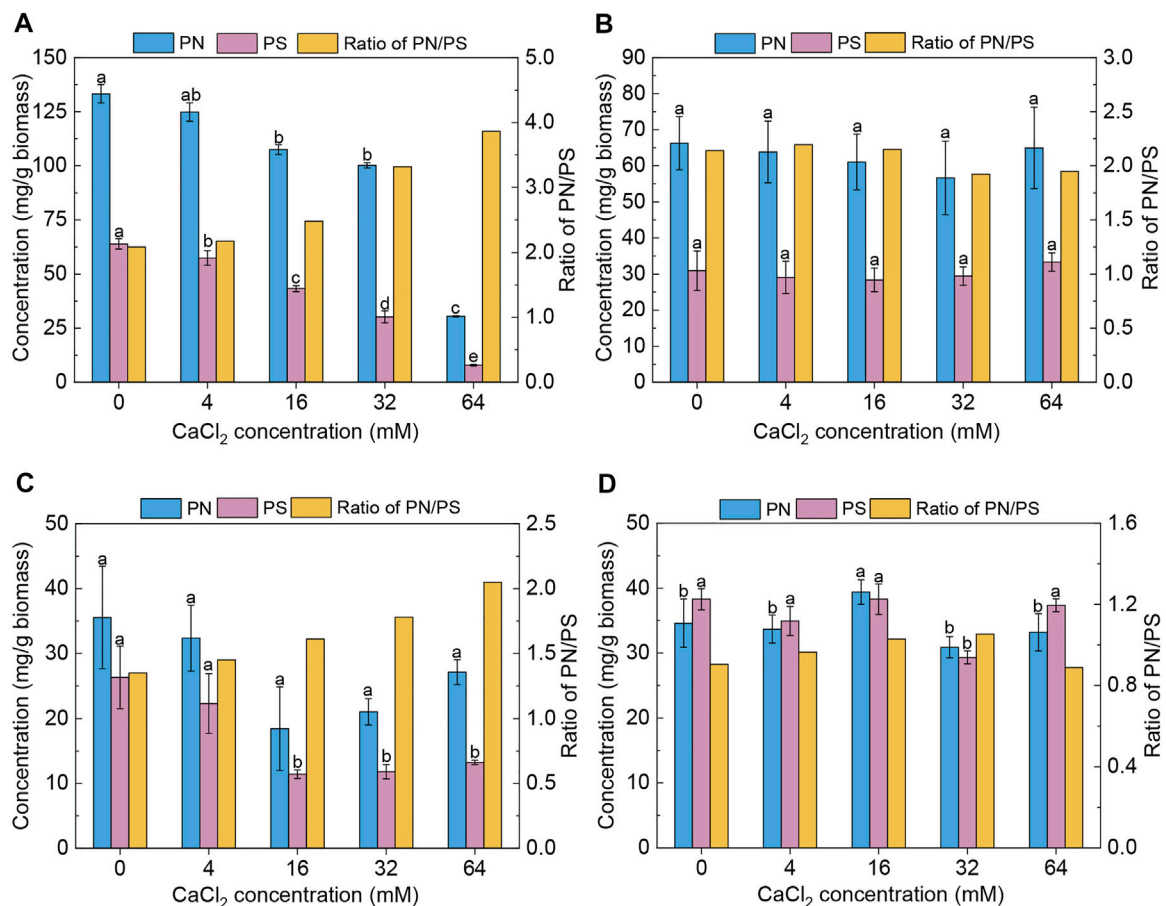 A
PN PS Ratio of PN/PS
Concentration (mg/g biomass)
150
125
100
75
50
25
0
5.0
4.0
3.0
2.0
1.0
0.0
Ratio of PN/PS
a ab b b c
a b c d e
0 4 16 32 64
CaCl₂ concentration (mM)
B
PN PS Ratio of PN/PS
Concentration (mg/g biomass)
90
80
70
60
50
40
30
20
10
0
3.0
2.5
2.0
1.5
1.0
0.5
0.0
Ratio of PN/PS
a a a a a
a a a a a
0 4 16 32 64
CaCl₂ concentration (mM)
C
PN PS Ratio of PN/PS
Concentration (mg/g biomass)
50
40
30
20
10
0
2.5
2.0
1.5
1.0
0.5
0.0
Ratio of PN/PS
a a a a a
a a b b b
0 4 16 32 64
CaCl₂ concentration (mM)
D
PN PS Ratio of PN/PS
Concentration (mg/g biomass)
50
40
30
20
10
0
1.6
1.2
0.8
0.4
0.0
Ratio of PN/PS
b b a b b
a a a b a
0 4 16 32 64
CaCl₂ concentration (mM)